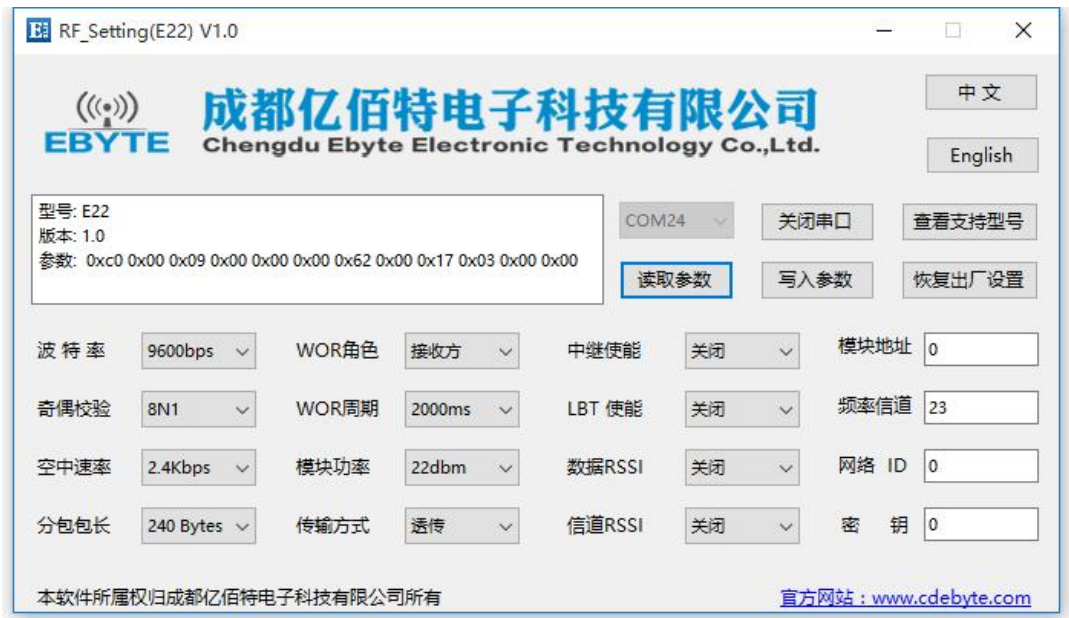 RF_Setting(E22) V1.0
中 文
成都亿佰特电子科技有限公司
EBYTE
Chengdu Ebyte Electronic Technology Co.,Ltd.
English
型号: E22
版本: 1.0
参数: 0xc0 0x00 0x09 0x00 0x00 0x00 0x62 0x00 0x17 0x03 0x00 0x00
COM24
关闭串口
查看支持型号
读取参数
写入参数
恢复出厂设置
波 特 率 9600bps WOR角色 接收方 中继使能 关闭 模块地址 0
奇偶校验 8N1 WOR周期 2000ms LBT 使能 关闭 频率信道 23
空中速率 2.4Kbps 模块功率 22dbm 数据RSSI 关闭 网络 ID 0
分包包长 240 Bytes 传输方式 透传 信道RSSI 关闭 密 钥 0
本软件所属权归成都亿佰特电子科技有限公司所有 官方网站：www.cdebyte.com